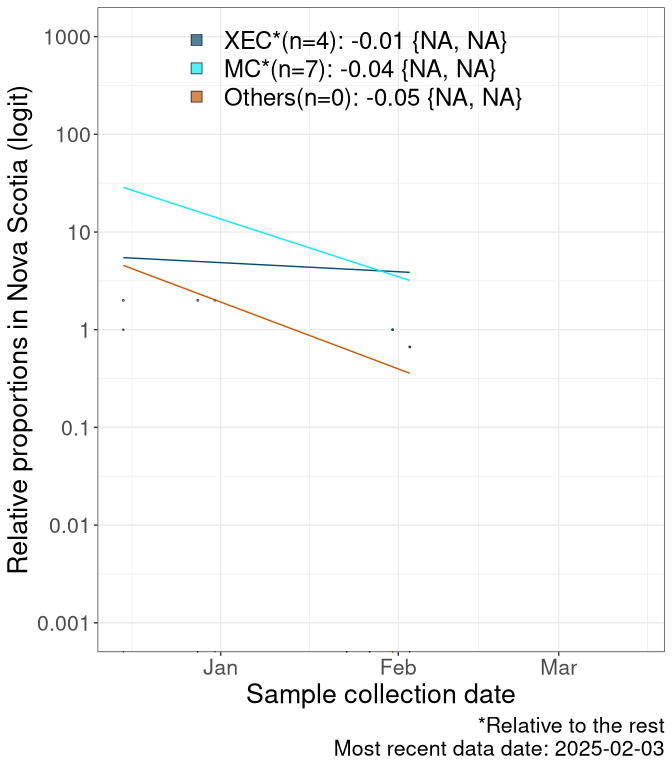 XEC*(n=4): -0.01 {NA, NA}
MC*(n=7): -0.04 {NA, NA}
Others(n=0): -0.05 {NA, NA}
Relative proportions in Nova Scotia (logit)
1000
100
10
1
0.1
0.01
0.001
Jan Feb Mar
Sample collection date
*Relative to the rest
Most recent data date: 2025-02-03